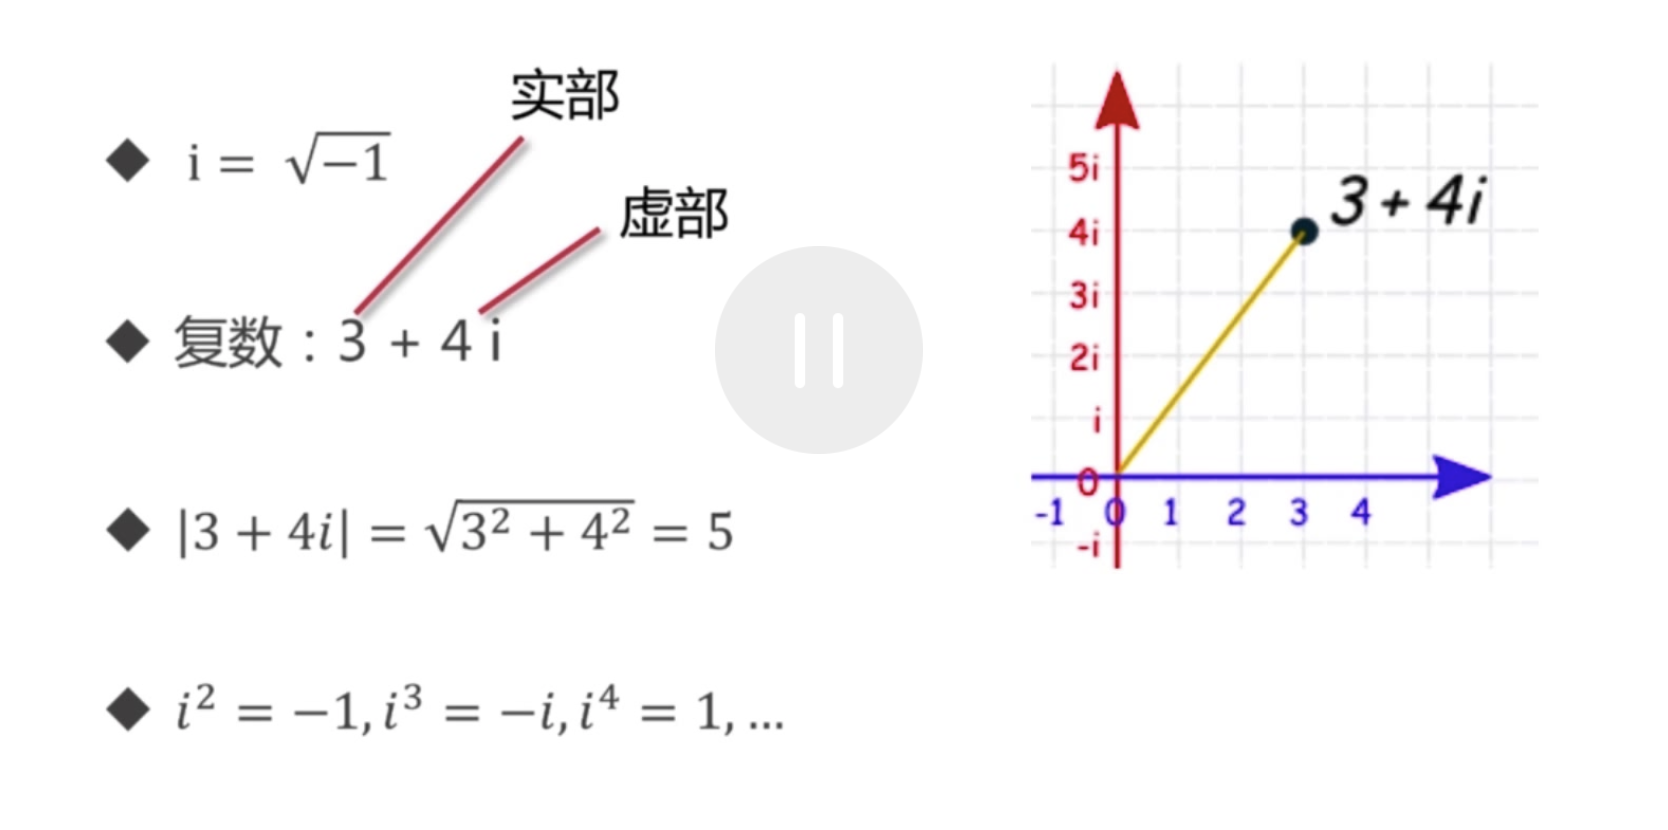 实部
i = √−1
虚部
复数：3 + 4 i
|3 + 4i| = √3² + 4² = 5
i² = −1, i³ = −i, i⁴ = 1, ...
3 + 4i
5i
4i
3i
2i
i
0
-1 0 1 2 3 4
-i